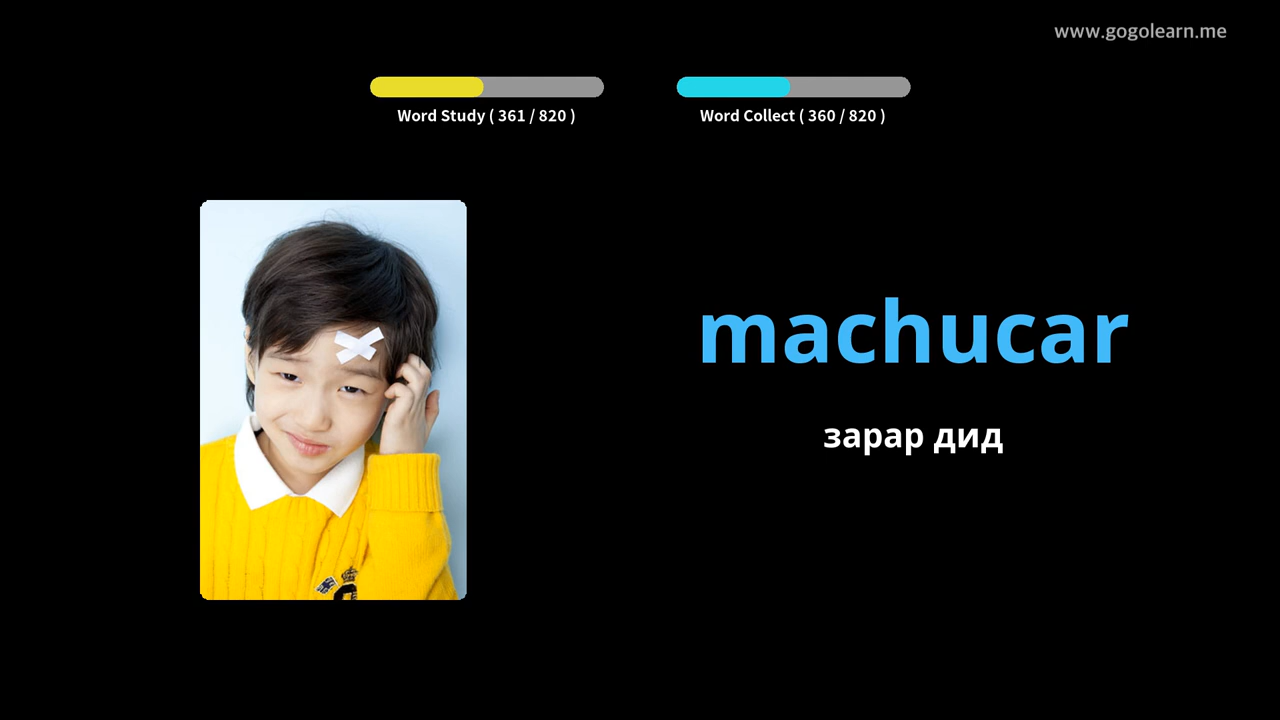 www.gogolearn.me
Word Study ( 361 / 820 )
Word Collect ( 360 / 820 )
machucar
зарар дид